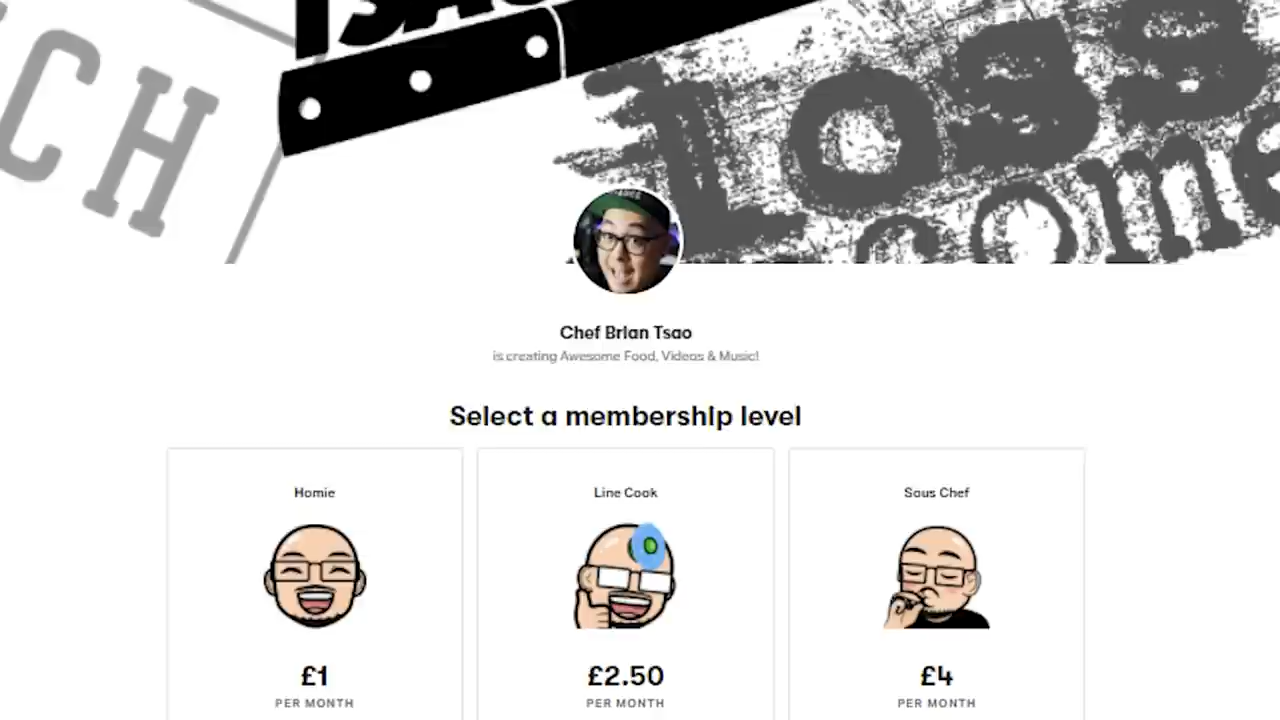 CH
Loss
come
Chef Brian Tsao
is creating Awesome Food, Videos & Music!
Select a membership level
Homie
Line Cook
Sous Chef
£1
£2.50
£4
PER MONTH
PER MONTH
PER MONTH